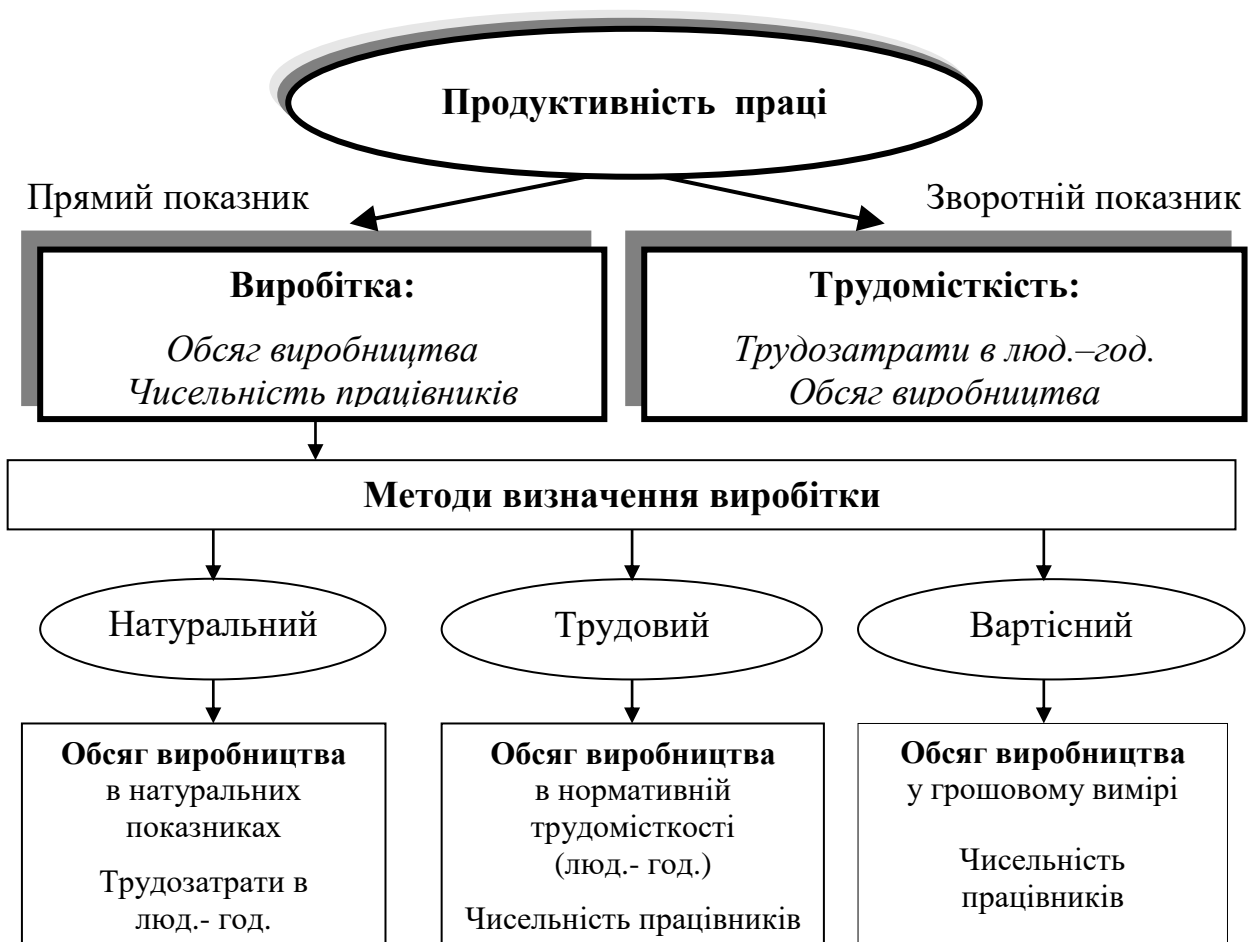 Продуктивність праці
Прямий показник
Зворотній показник
Виробітка:
Обсяг виробництва
Чисельність працівників
Трудомісткість:
Трудозатрати в люд.–год.
Обсяг виробництва
Методи визначення виробітки
Натуральний
Трудовий
Вартісний
Обсяг виробництва
в натуральних
показниках
Трудозатрати в
люд.- год.
Обсяг виробництва
в нормативній
трудомісткості
(люд.- год.)
Чисельність працівників
Обсяг виробництва
у грошовому вимірі
Чисельність
працівників